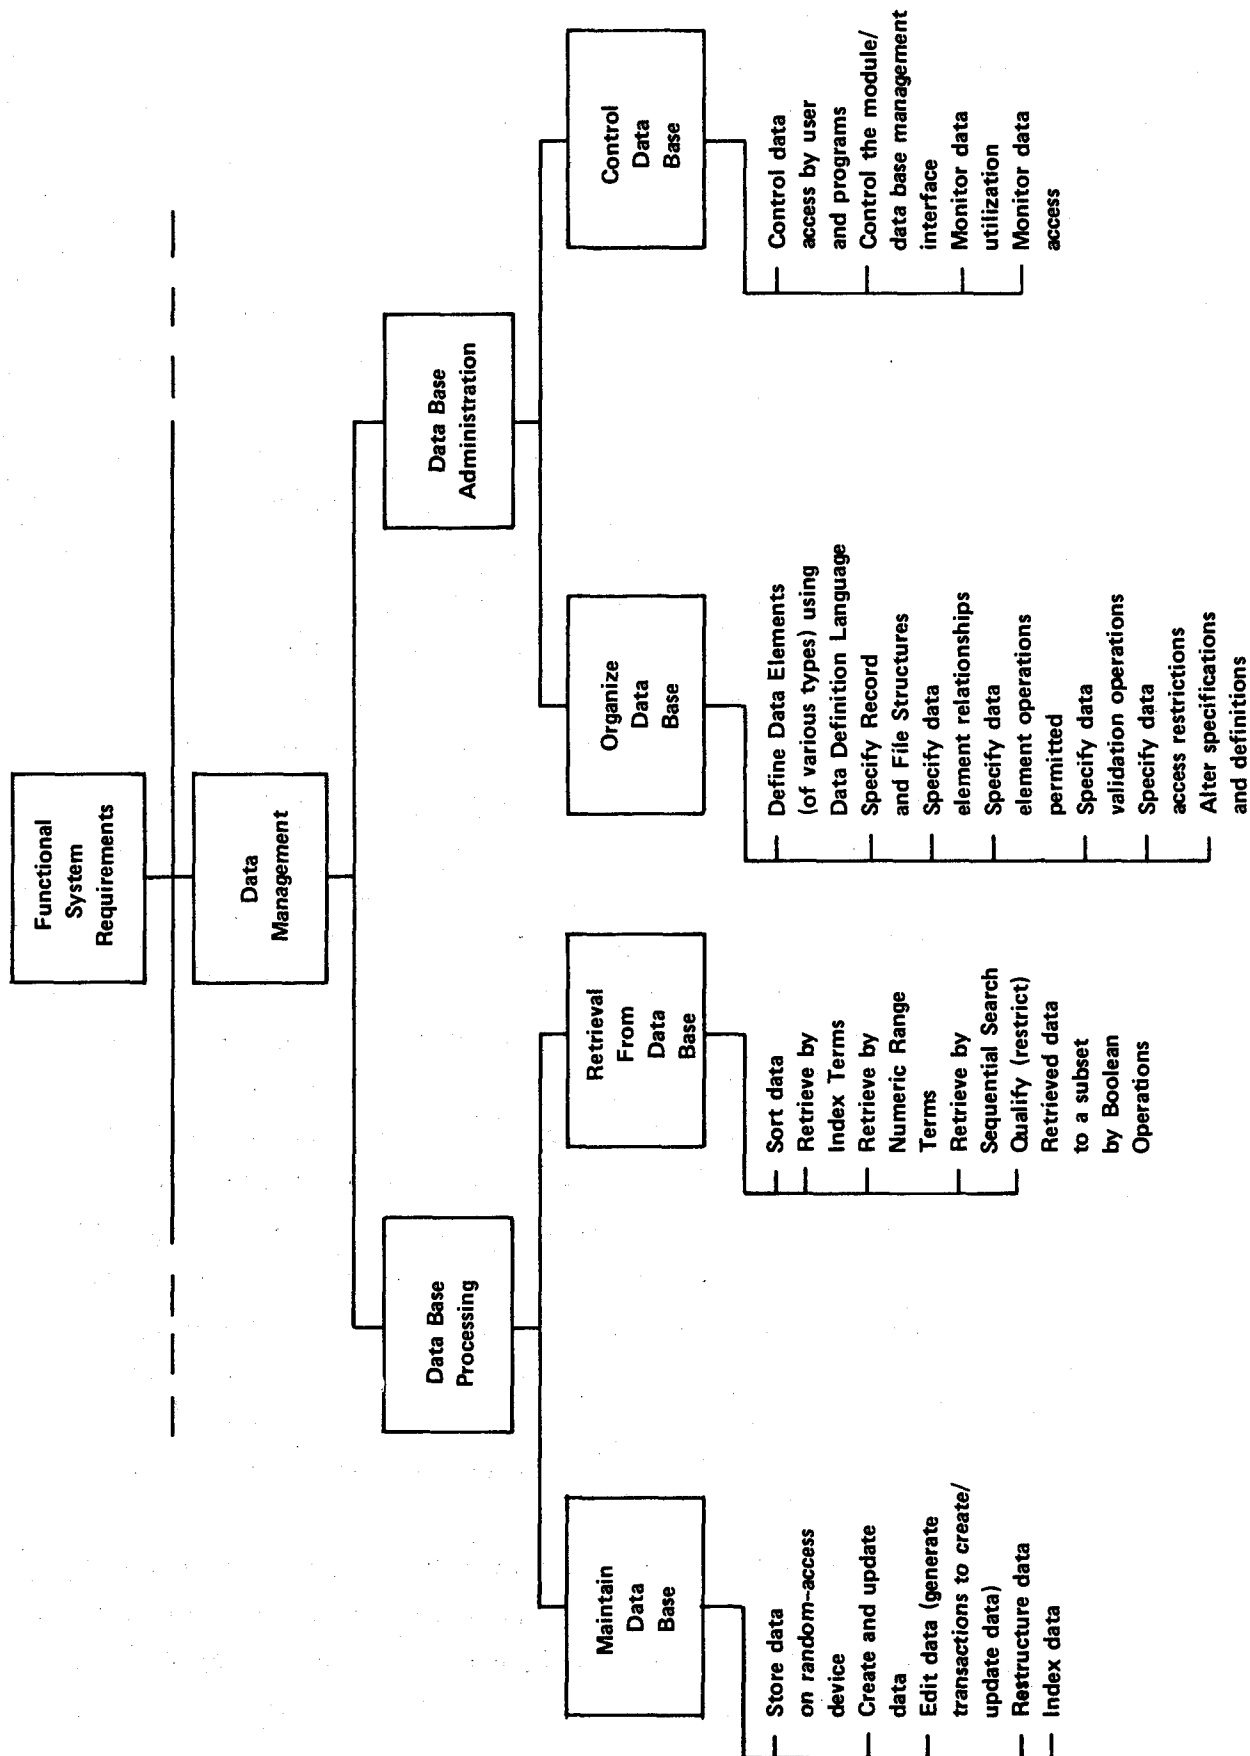 Functional
System
Requirements
Data
Management
Data Base
Processing
Data Base
Administration
Maintain
Data
Base
Retrieval
From
Data
Base
Organize
Data
Base
Control
Data
Base
Store data
on random-access
device
Create and update
data
Edit data (generate
transactions to create/
update data)
Restructure data
Index data
Sort data
Retrieve by
Index Terms
Retrieve by
Numeric Range
Terms
Retrieve by
Sequential Search
Qualify (restrict)
Retrieved data
to a subset
by Boolean
Operations
Define Data Elements
(of various types) using
Data Definition Language
Specify Record
and File Structures
Specify data
element relationships
Specify data
element operations
permitted
Specify data
validation operations
Specify data
access restrictions
Alter specifications
and definitions
Control data
access by user
and programs
Control the module/
data base management
interface
Monitor data
utilization
Monitor data
access